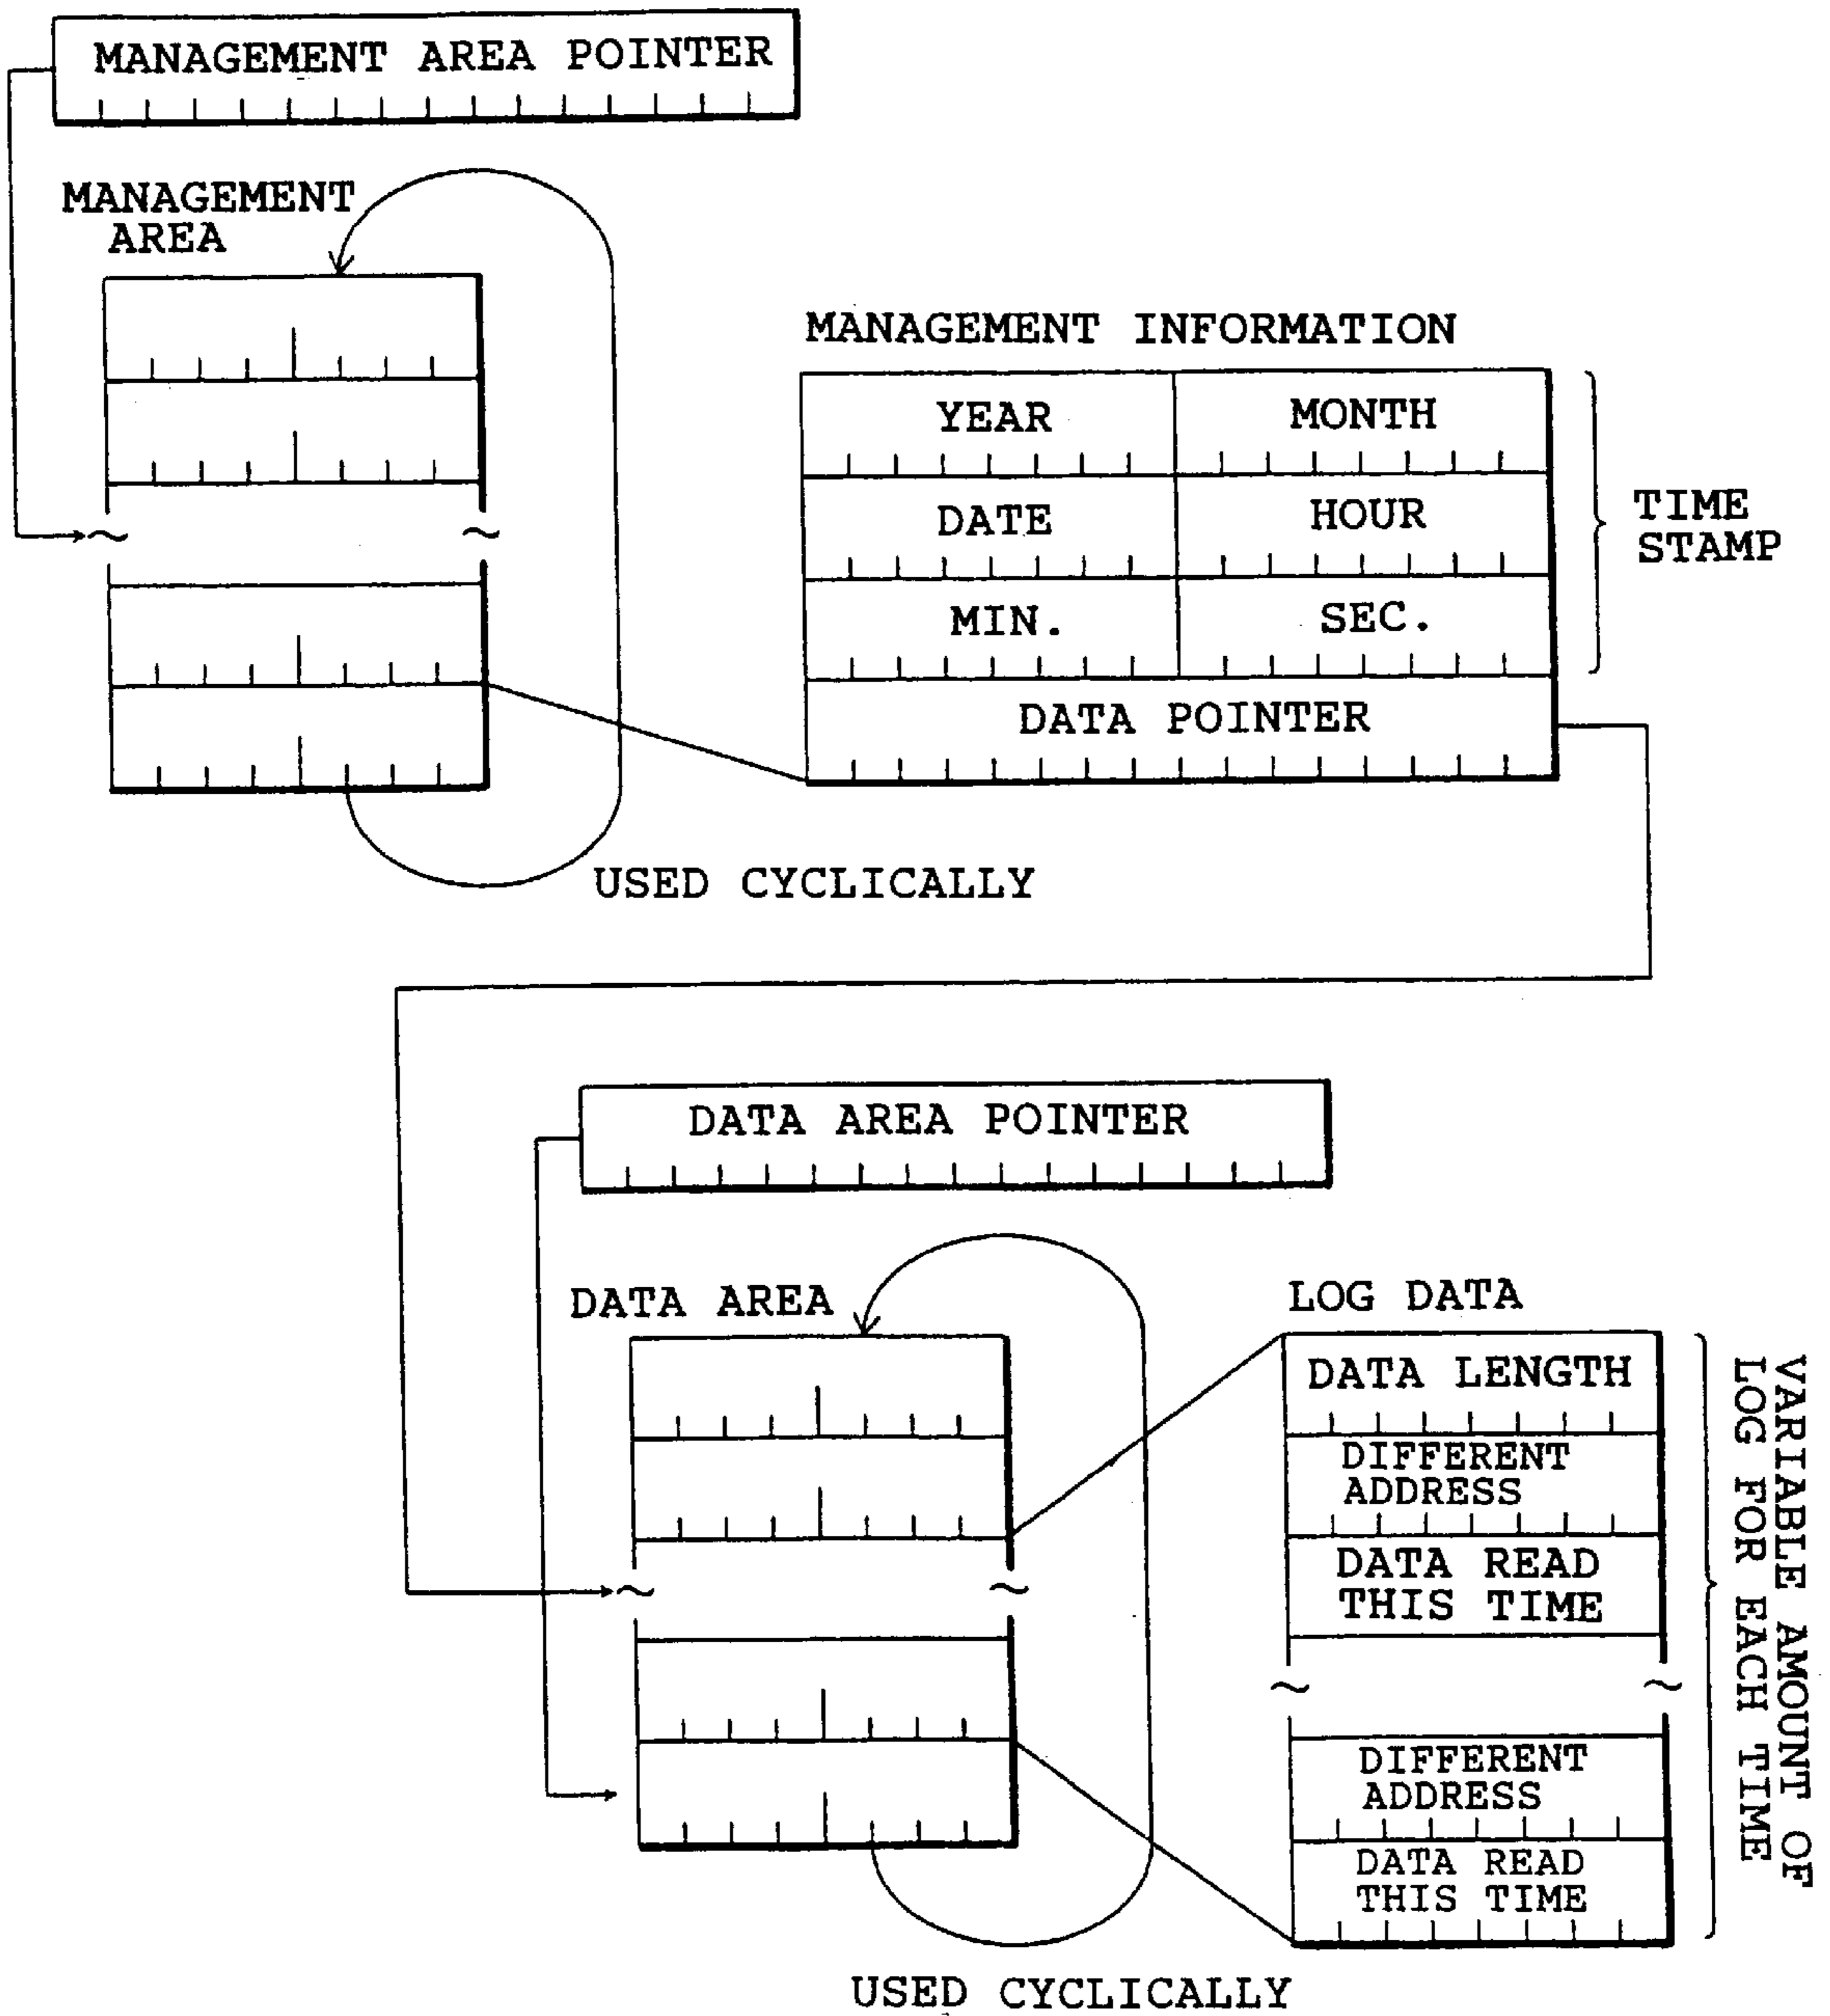 MANAGEMENT AREA POINTER
MANAGEMENT
AREA
MANAGEMENT INFORMATION
YEAR
MONTH
DATE
HOUR
MIN.
SEC.
DATA POINTER
TIME
STAMP
USED CYCLICALLY
DATA AREA POINTER
DATA AREA
LOG DATA
DATA LENGTH
DIFFERENT
ADDRESS
DATA READ
THIS TIME
DIFFERENT
ADDRESS
DATA READ
THIS TIME
VARIABLE AMOUNT OF
LOG FOR EACH TIME
USED CYCLICALLY